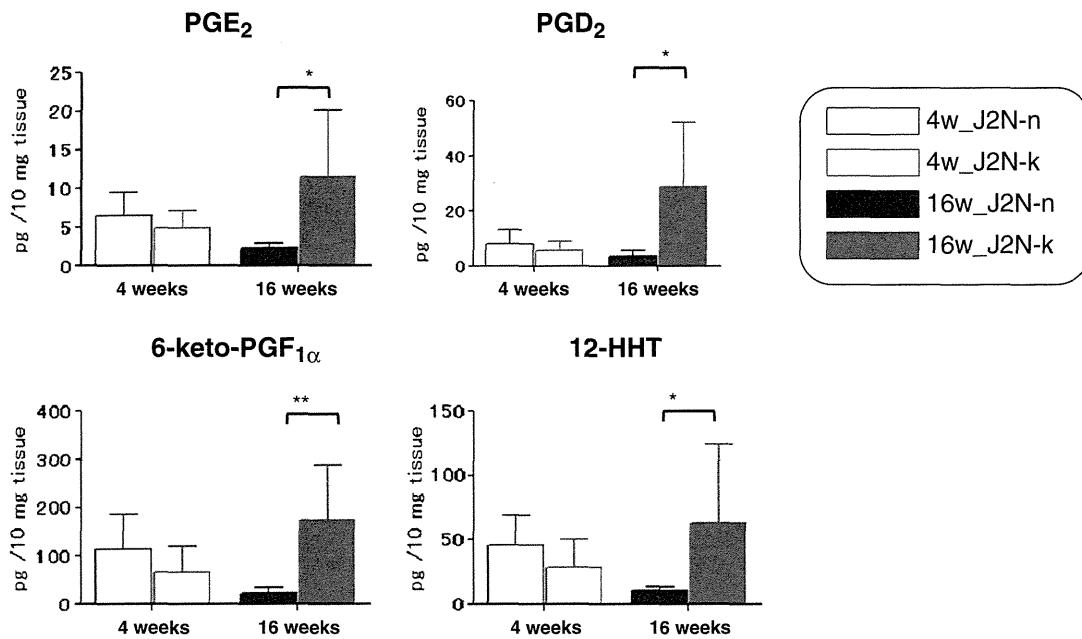 PGE₂
*
25
20
15
10
5
0
pg /10 mg tissue
4 weeks 16 weeks
PGD₂
*
60
40
20
0
pg /10 mg tissue
4 weeks 16 weeks
4w_J2N-n
4w_J2N-k
16w_J2N-n
16w_J2N-k
6-keto-PGF₁α
**
400
300
200
100
0
pg /10 mg tissue
4 weeks 16 weeks
12-HHT
*
150
100
50
0
pg /10 mg tissue
4 weeks 16 weeks